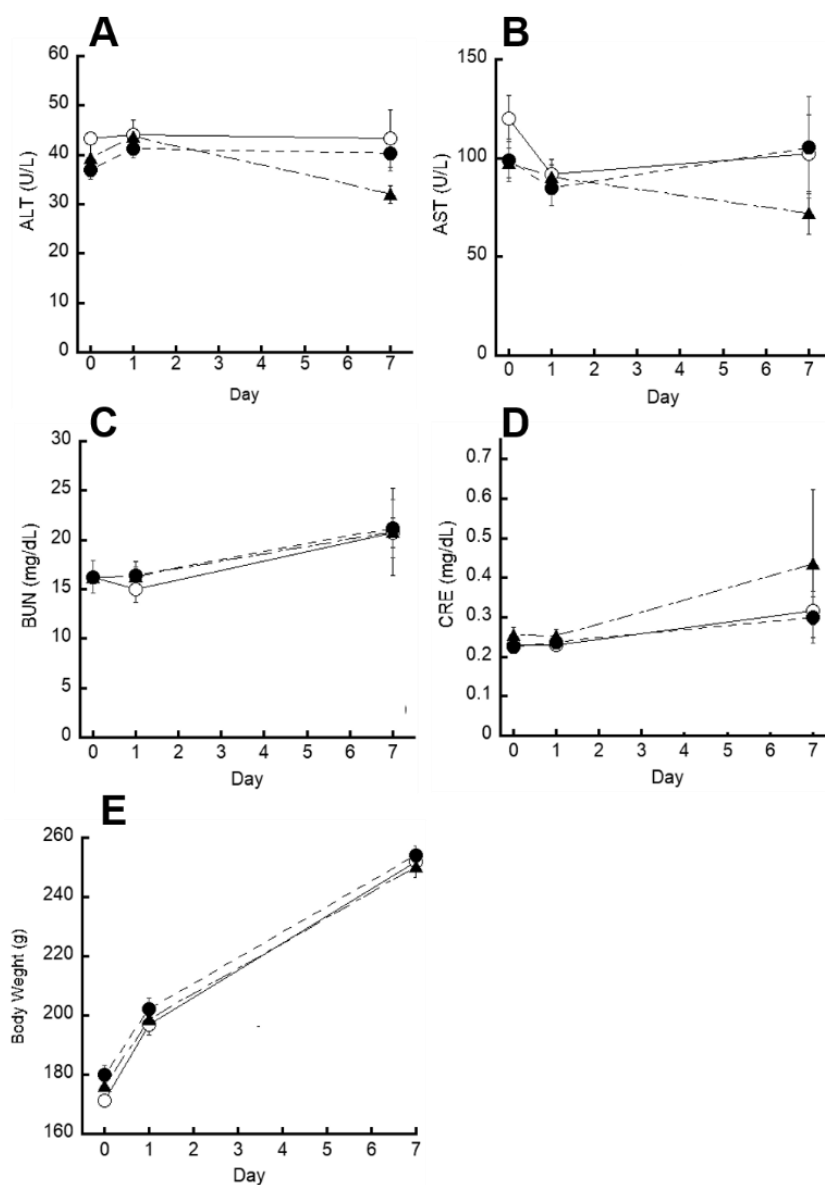 A
60
50
40
30
20
10
0
ALT (U/L)
0 1 2 3 4 5 6 7
Day
B
150
100
50
0
AST (U/L)
0 1 2 3 4 5 6 7
Day
C
30
25
20
15
10
5
0
BUN (mg/dL)
0 1 2 3 4 5 6 7
Day
D
0.7
0.6
0.5
0.4
0.3
0.2
0.1
0
CRE (mg/dL)
0 1 2 3 4 5 6 7
Day
E
260
240
220
200
180
160
Body Weght (g)
0 1 2 3 4 5 6 7
Day